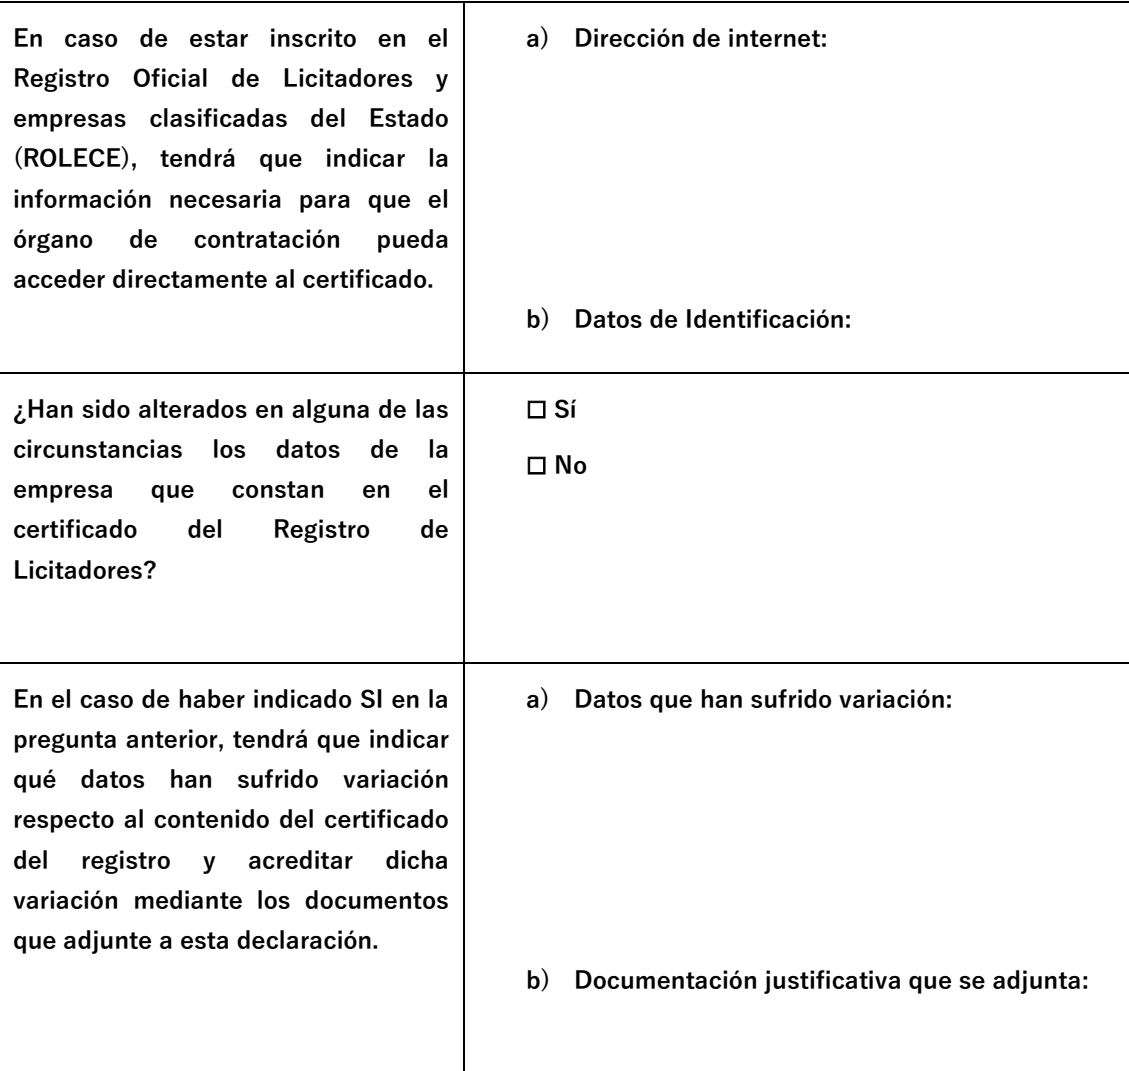 En caso de estar inscrito en el
Registro Oficial de Licitadores y
empresas clasificadas del Estado
(ROLECE), tendrá que indicar la
información necesaria para que el
órgano de contratación pueda
acceder directamente al certificado.
a) Dirección de internet:
b) Datos de Identificación:
¿Han sido alterados en alguna de las
circunstancias los datos de la
empresa que constan en el
certificado del Registro de
Licitadores?
☐ Sí
☐ No
En el caso de haber indicado SI en la
pregunta anterior, tendrá que indicar
qué datos han sufrido variación
respecto al contenido del certificado
del registro y acreditar dicha
variación mediante los documentos
que adjunte a esta declaración.
a) Datos que han sufrido variación:
b) Documentación justificativa que se adjunta: